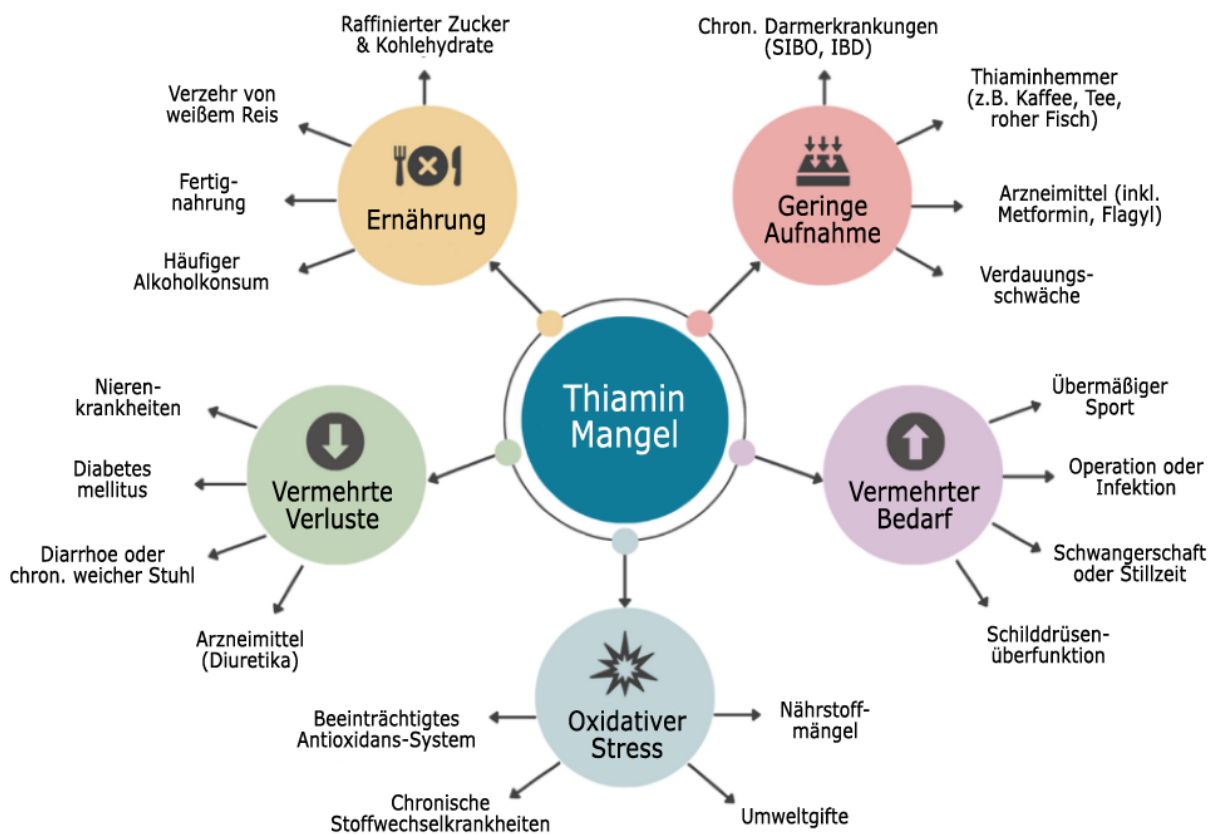 Raffinierter Zucker
& Kohlehydrate
Verzehr von
weißem Reis
Fertig-
nahrung
Häufiger
Alkoholkonsum
Ernährung
Chron. Darmerkrankungen
(SIBO, IBD)
Thiaminhemmer
(z.B. Kaffee, Tee,
roher Fisch)
Arzneimittel (inkl.
Metformin, Flagyl)
Verdauungs-
schwäche
Geringe
Aufnahme
Thiamin
Mangel
Nieren-
krankheiten
Diabetes
mellitus
Diarrhoe oder
chron. weicher Stuhl
Arzneimittel
(Diuretika)
Vermehrte
Verluste
Übermäßiger
Sport
Operation oder
Infektion
Schwangerschaft
oder Stillzeit
Schilddrüsen-
überfunktion
Vermehrter
Bedarf
Oxidativer
Stress
Beeinträchtigtes
Antioxidans-System
Chronische
Stoffwechselkrankheiten
Nährstoff-
mängel
Umweltgifte